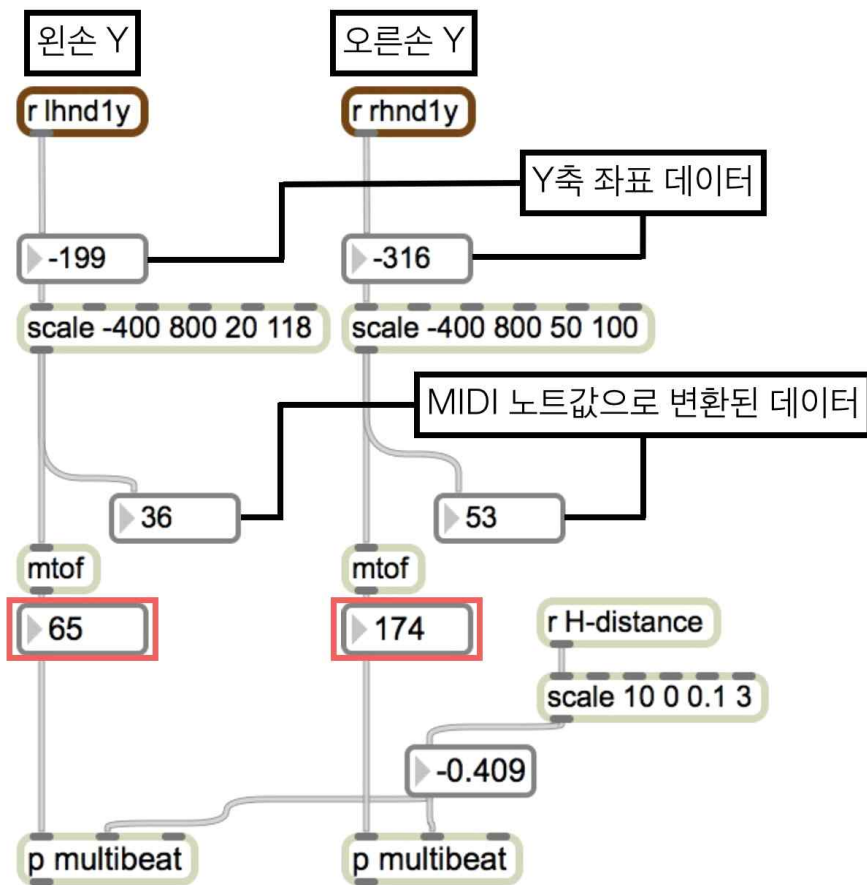 왼손 Y
오른손 Y
r lhnd1y
r rhnd1y
Y축 좌표 데이터
-199
-316
scale -400 800 20 118
scale -400 800 50 100
MIDI 노트값으로 변환된 데이터
36
53
mtof
mtof
65
174
r H-distance
scale 10 0 0.1 3
-0.409
p multibeat
p multibeat